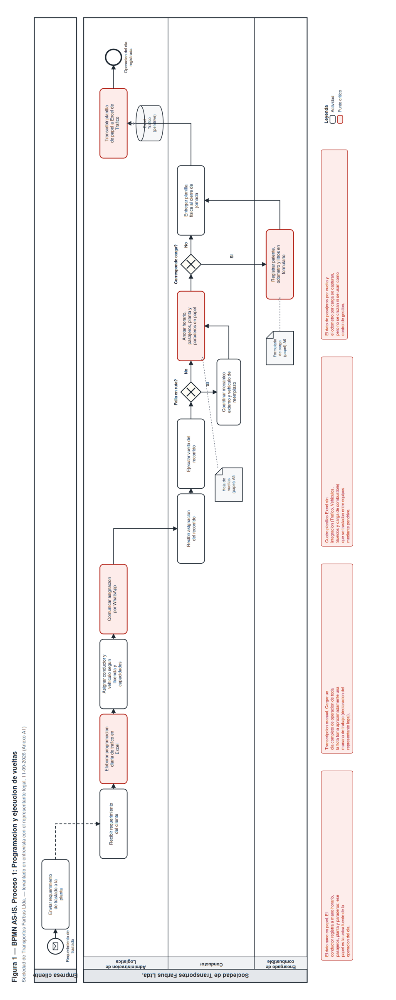 Figura 1 — BPMN AS-IS. Proceso 1: Programacion y ejecucion de vueltas
Sociedad de Transportes Farbus Ltda. — levantado en entrevista con el representante legal, 11-09-2026 (Anexo A1)
Empresa cliente
Requerimiento de
traslado
Enviar requerimiento
de traslado a la
planta
Sociedad de Transportes Farbus Ltda.
Administracion de
Logistica
Conductor
Encargado de
combustible
Recibir requerimiento
del cliente
Elaborar programacion
diaria de trafico en
Excel
Asignar conductor y
vehiculo segun
licencia y
capacidades
Comunicar asignacion
por WhatsApp
Recibir asignacion
del recorrido
Ejecutar vuelta del
recorrido
Hoja de
vueltas
(papel) A5
Falla en ruta?
No
SI
Coordinar mecanico
externo y vehiculo de
reemplazo
Anotar horario,
pasajeros, planta y
paraderos en papel
Corresponde carga?
No
SI
Formulario
de carga
(papel) A6
Registrar patente,
odometro y litros en
formulario
Entregar planilla
fisica al cierre de
jornada
Transcribir planilla
de papel a Excel de
Trafico
Excel
Trafico
(pendrive)
Operacion del dia
registrada
El dato nace en papel. El
conductor registra a mano horario,
pasajeros, planta y paraderos; ese
papel es la unica fuente de la
operacion del dia.
Transcripcion manual. Cargar un
dia completo de operacion de toda
la flota toma aproximadamente una
manana de trabajo (declaracion del
representante legal).
Cuatro planillas Excel sin
integracion (Trafico, Vehiculos,
Sueldos y carga de combustible)
que se trasladan entre equipos
mediante pendrive.
El dato de pasajeros por vuelta y
el odometro por carga se capturan,
pero no se cruzan ni se usan como
control de gestion.
Leyenda
Actividad
Punto critico